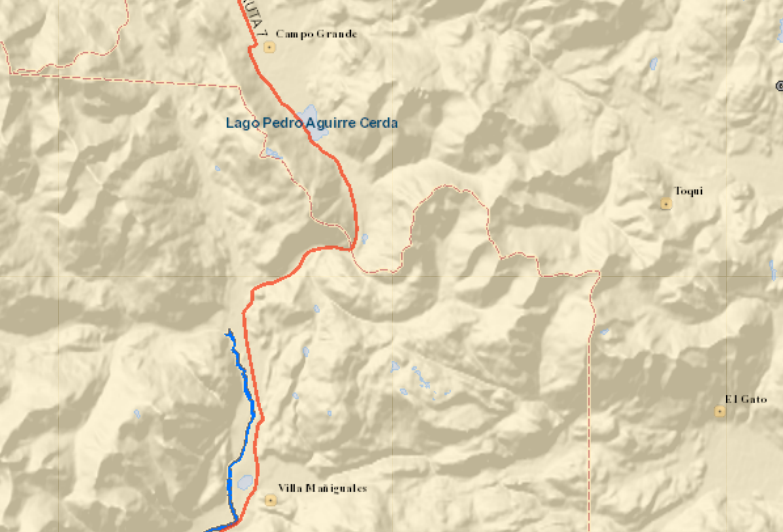 RUTA 7
Campo Grande
Lago Pedro Aguirre Cerda
Toqui
El Gato
Villa Mañiguales